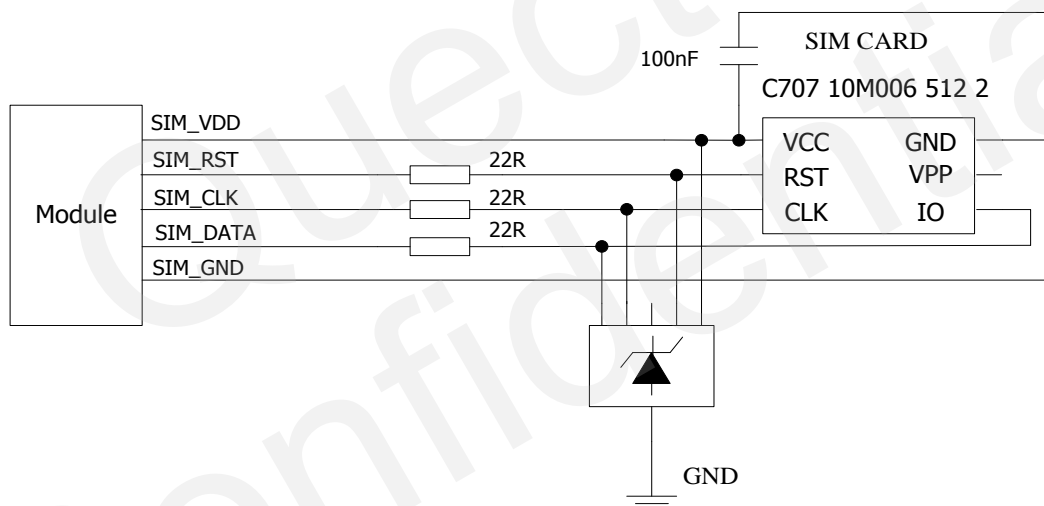 SIM CARD
100nF
C707 10M006 512 2
SIM_VDD
VCC GND
SIM_RST 22R
RST VPP
SIM_CLK 22R
CLK IO
Module
SIM_DATA 22R
SIM_GND
GND